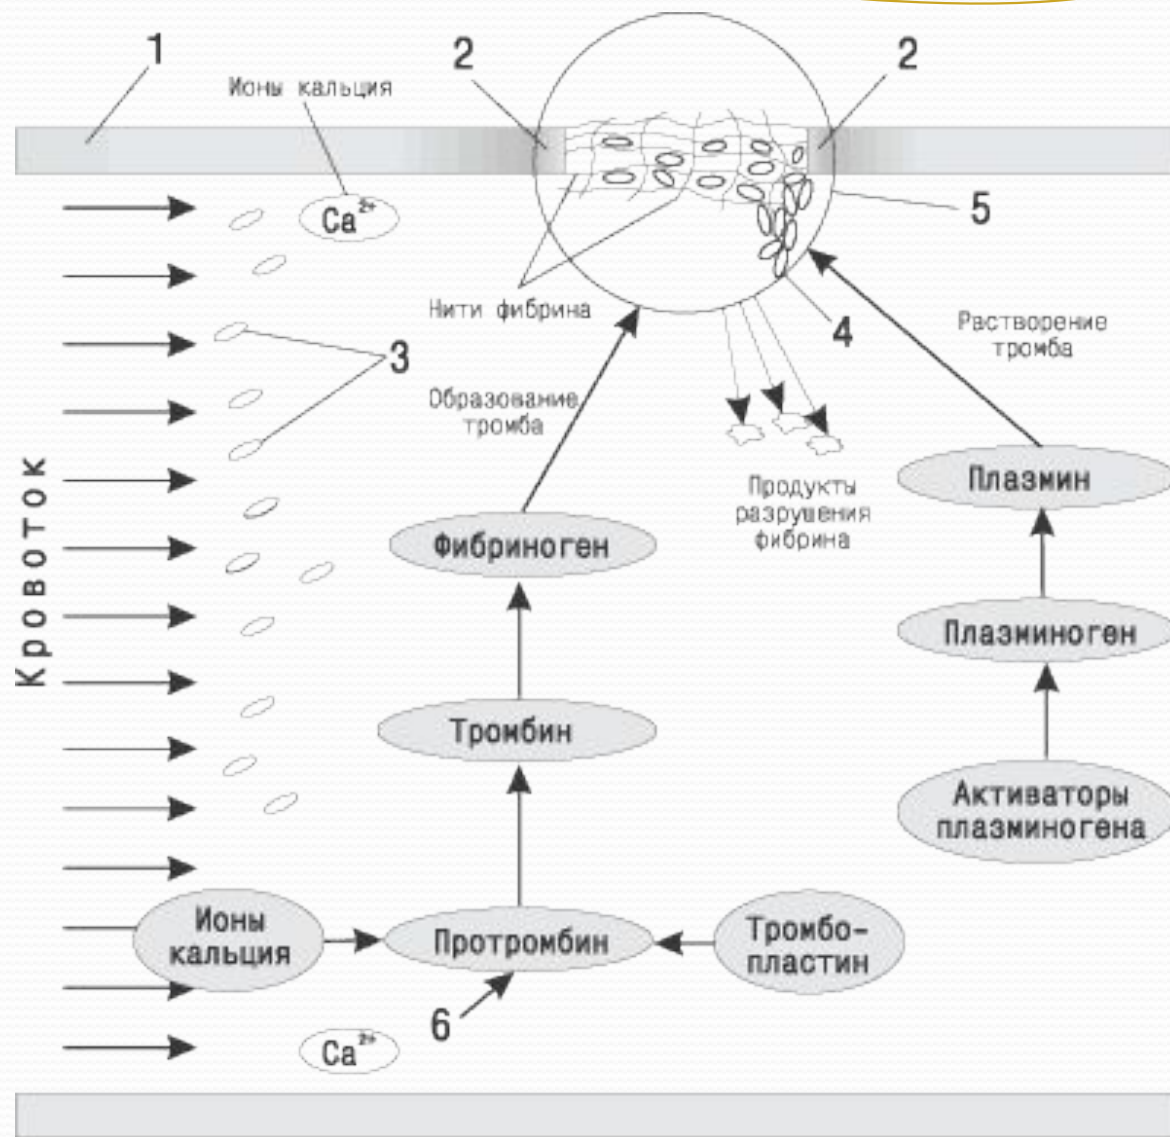 1
2
2
Ионы кальция
Ca²⁺
5
Нити фибрина
4
Растворение
тромба
3
Образование
тромба
Кровоток
Плазмин
Продукты
разрушения
фибрина
Фибриноген
Плазминоген
Тромбин
Активаторы
плазминогена
Ионы
кальция
Протромбин
Тромбо-
пластин
6
Ca²⁺